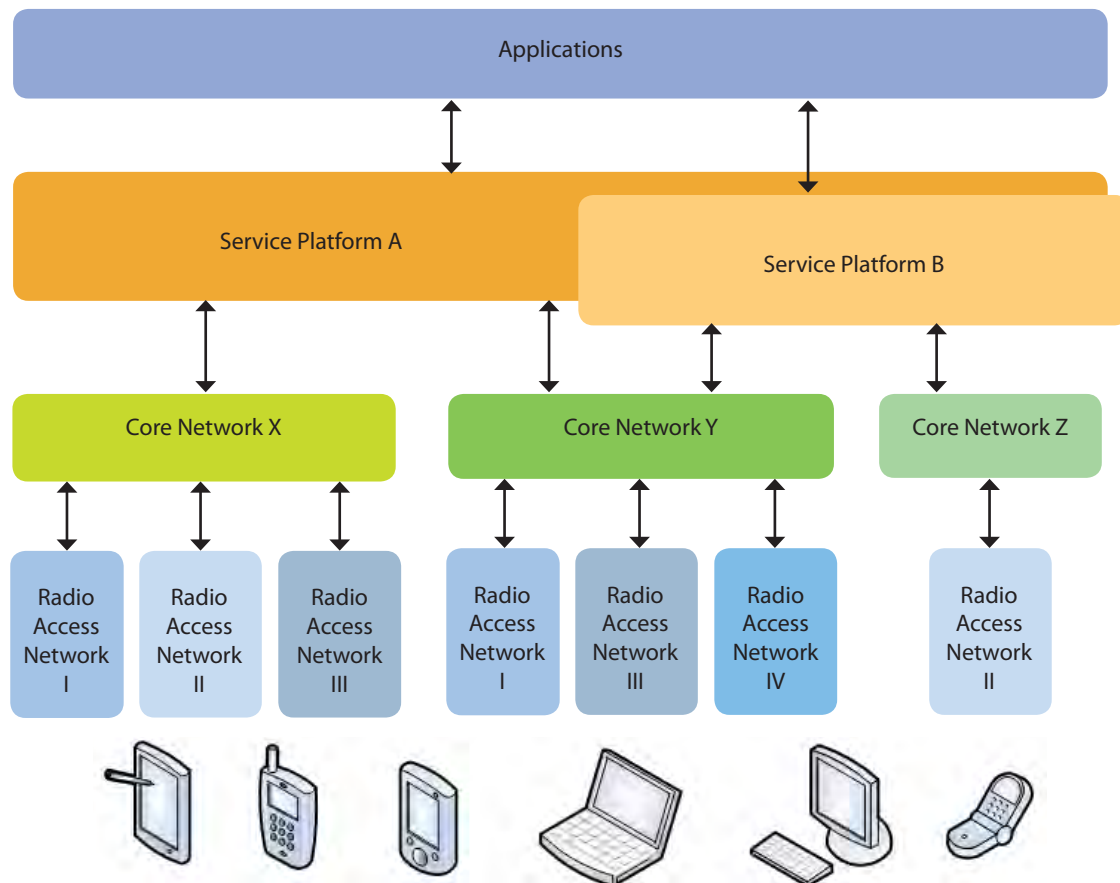 Applications
Service Platform A
Service Platform B
Core Network X
Core Network Y
Core Network Z
Radio
Access
Network
I
Radio
Access
Network
II
Radio
Access
Network
III
Radio
Access
Network
I
Radio
Access
Network
III
Radio
Access
Network
IV
Radio
Access
Network
II